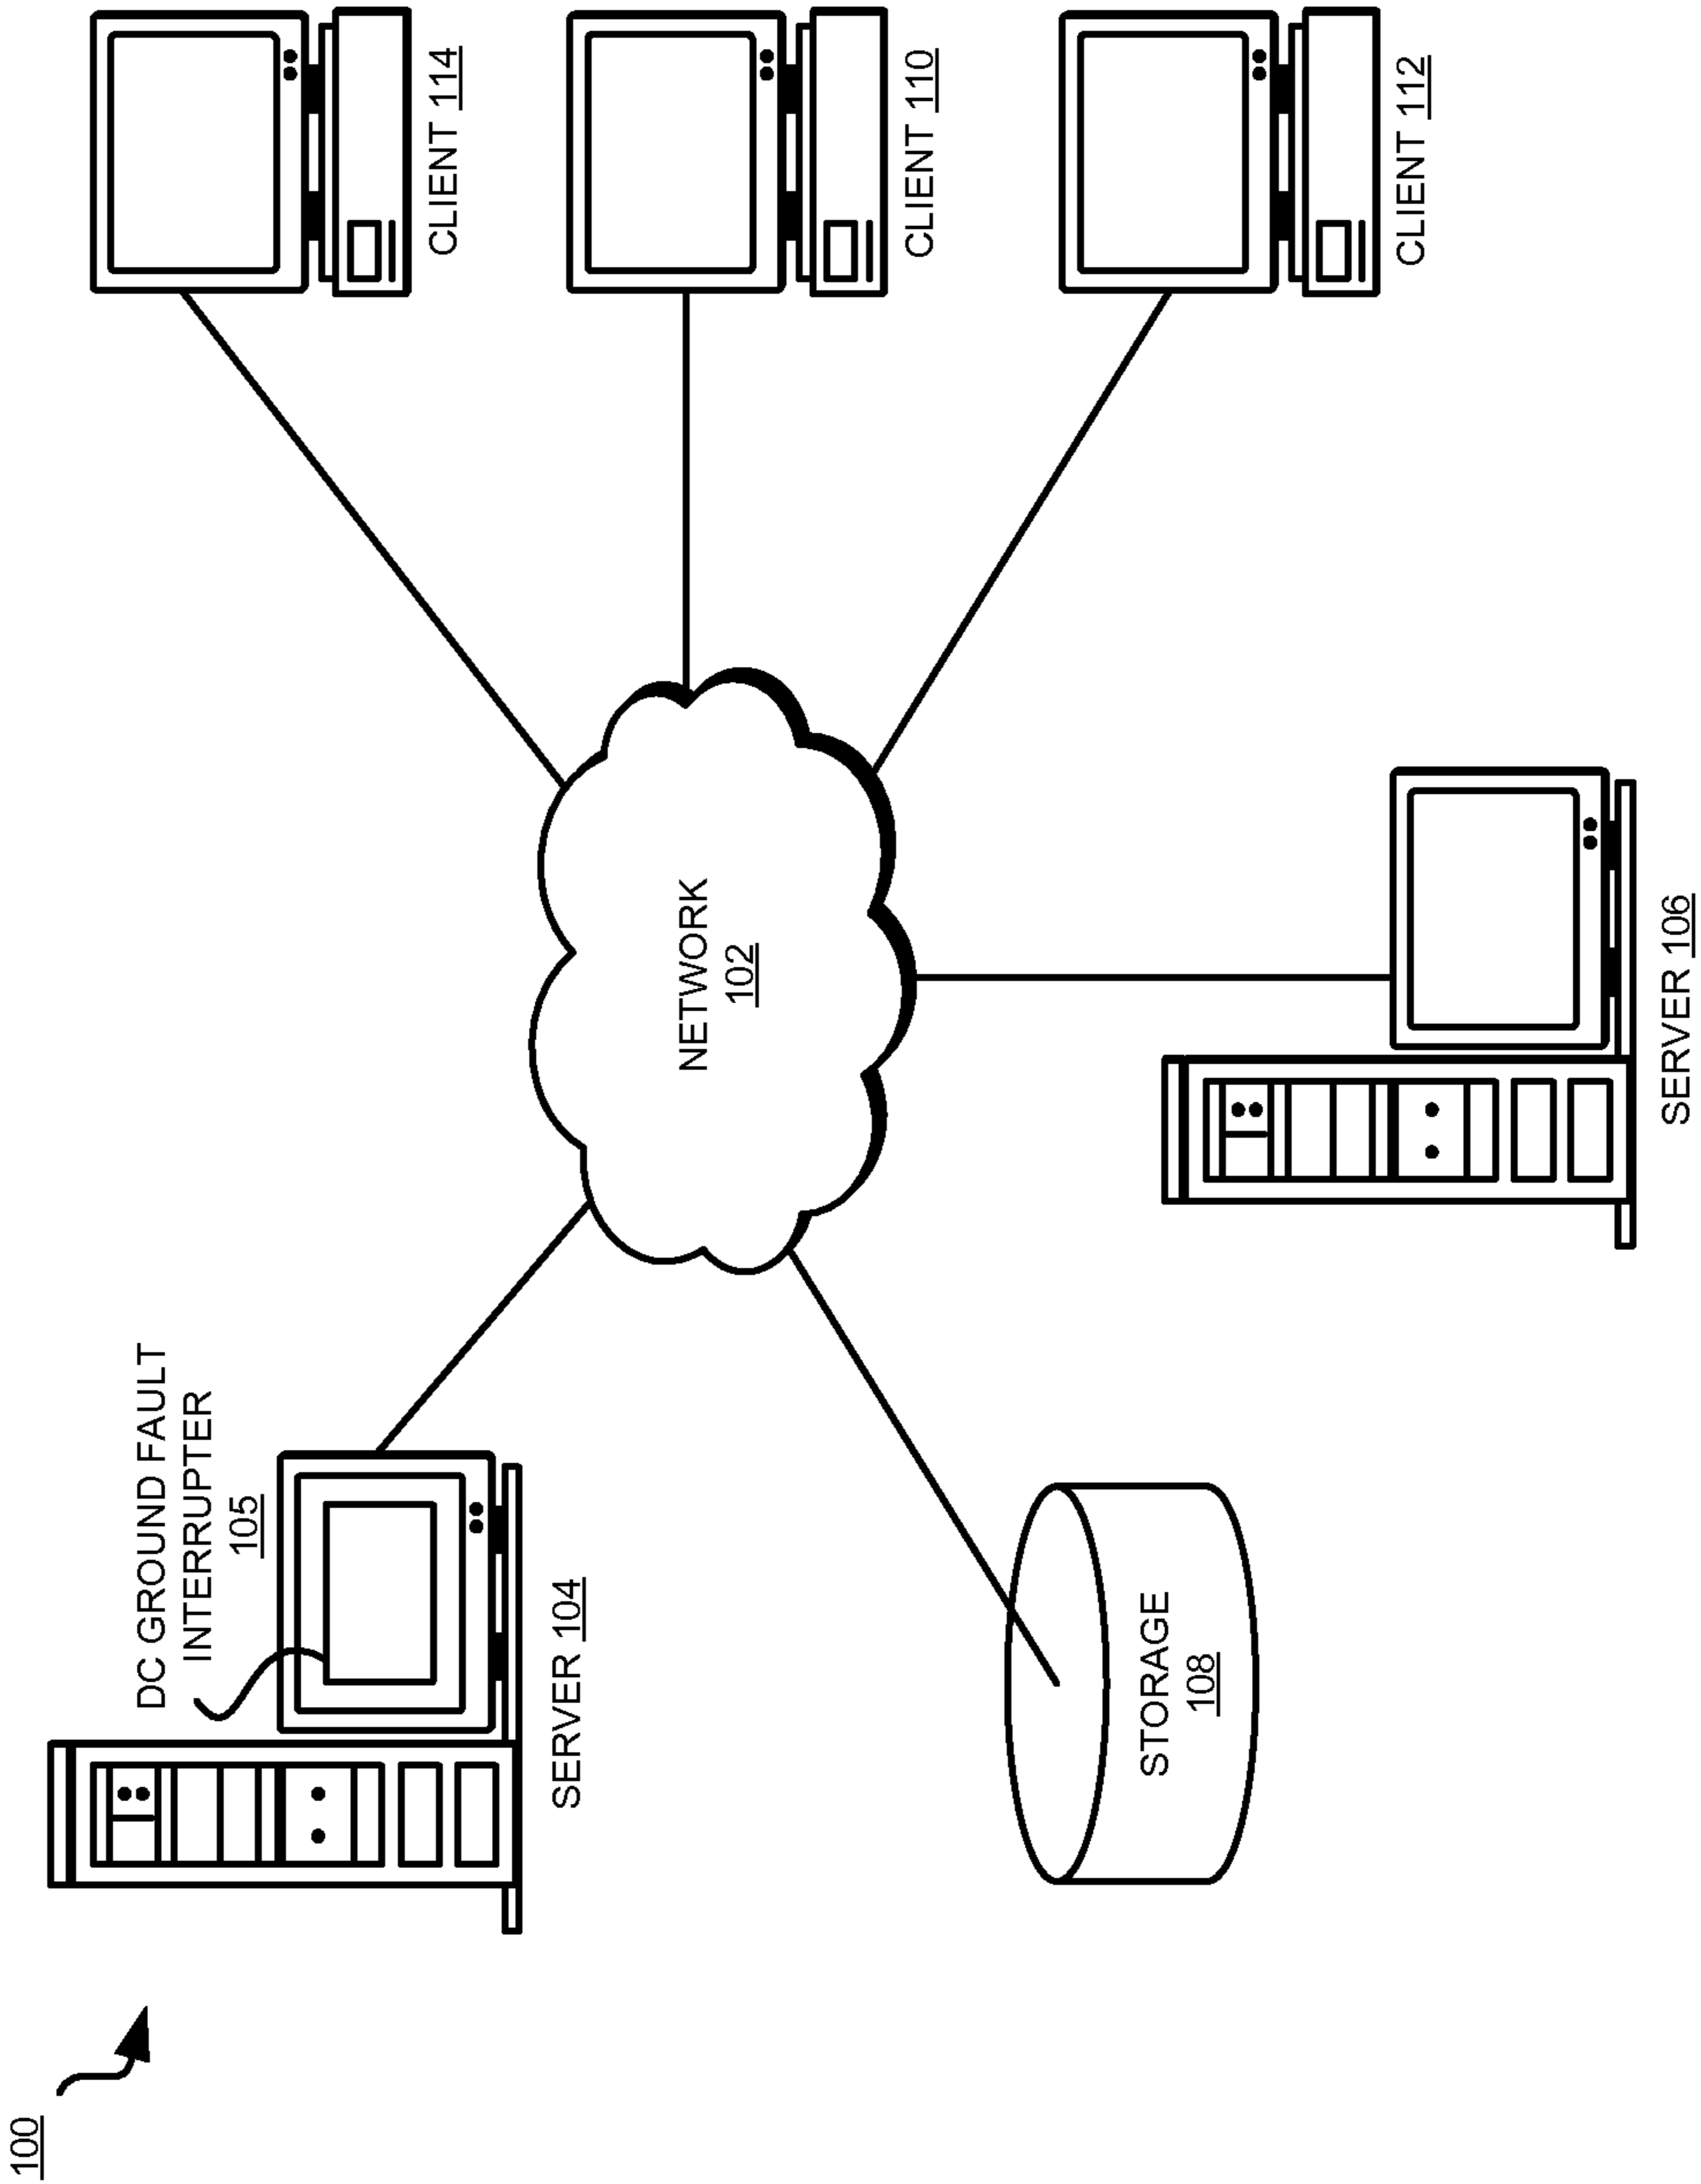 100
DC GROUND FAULT
INTERRUPTER
105
SERVER 104
CLIENT 114
NETWORK
102
CLIENT 110
STORAGE
108
SERVER 106
CLIENT 112